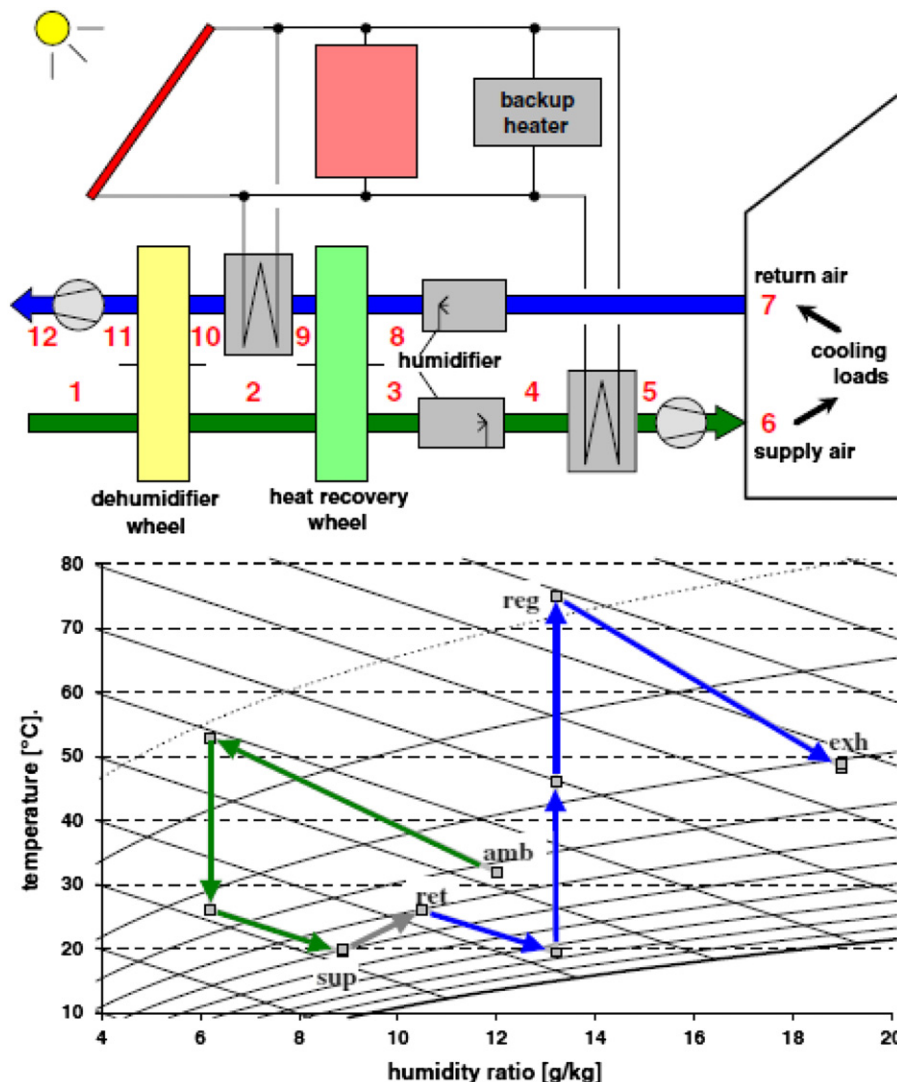 backup
heater
return air
7
12
11
10
9
8
humidifier
cooling
loads
1
2
3
4
5
6
supply air
dehumidifier
wheel
heat recovery
wheel
80
70
60
50
40
30
20
10
temperature [°C].
reg
exh
amb
ret
sup
4
6
8
10
12
14
16
18
20
humidity ratio [g/kg]